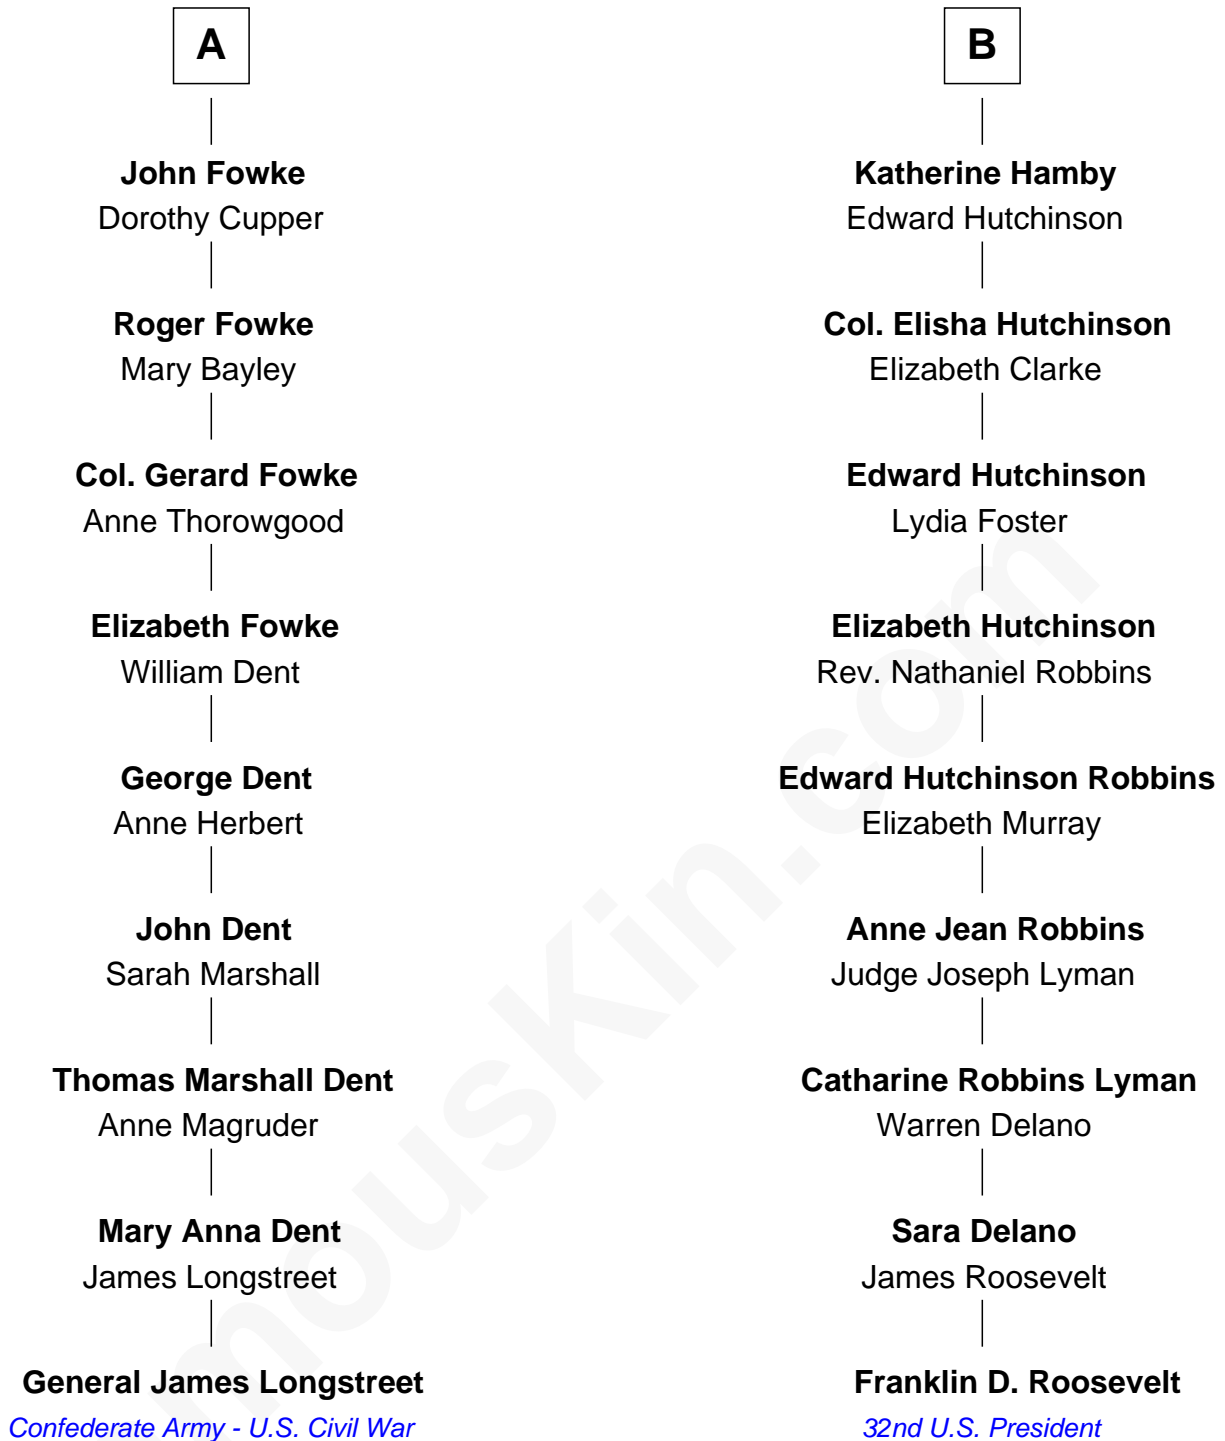 A
John Fowke
Dorothy Cupper
Roger Fowke
Mary Bayley
Col. Gerard Fowke
Anne Thorowgood
Elizabeth Fowke
William Dent
George Dent
Anne Herbert
John Dent
Sarah Marshall
Thomas Marshall Dent
Anne Magruder
Mary Anna Dent
James Longstreet
General James Longstreet
Confederate Army - U.S. Civil War
B
Katherine Hamby
Edward Hutchinson
Col. Elisha Hutchinson
Elizabeth Clarke
Edward Hutchinson
Lydia Foster
Elizabeth Hutchinson
Rev. Nathaniel Robbins
Edward Hutchinson Robbins
Elizabeth Murray
Anne Jean Robbins
Judge Joseph Lyman
Catharine Robbins Lyman
Warren Delano
Sara Delano
James Roosevelt
Franklin D. Roosevelt
32nd U.S. President
mouskin.com